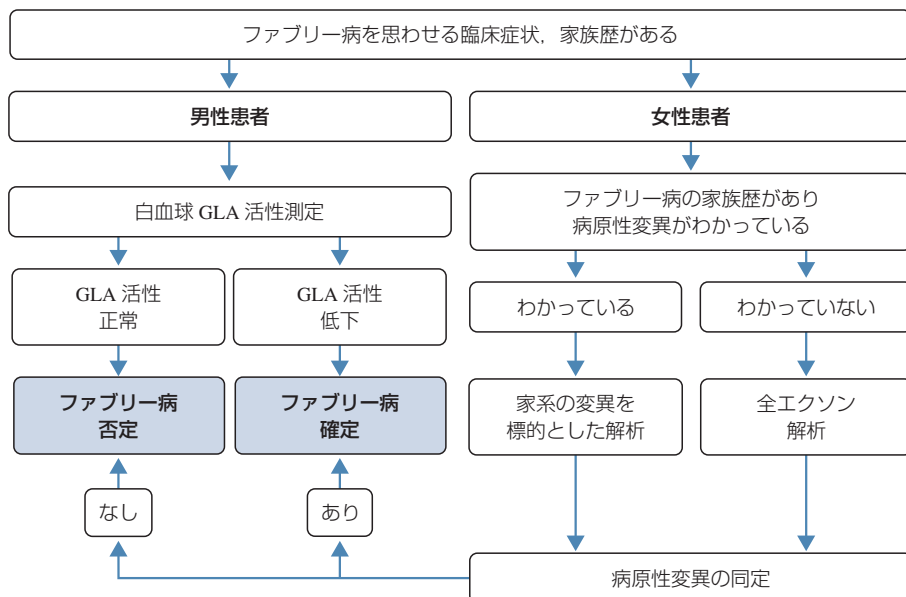 ファブリー病を思わせる臨床症状，家族歴がある
男性患者
女性患者
白血球 GLA 活性測定
ファブリー病の家族歴があり
病原性変異がわかっている
GLA 活性
正常
GLA 活性
低下
わかっている
わかっていない
ファブリー病
否定
ファブリー病
確定
家系の変異を
標的とした解析
全エクソン
解析
なし
あり
病原性変異の同定